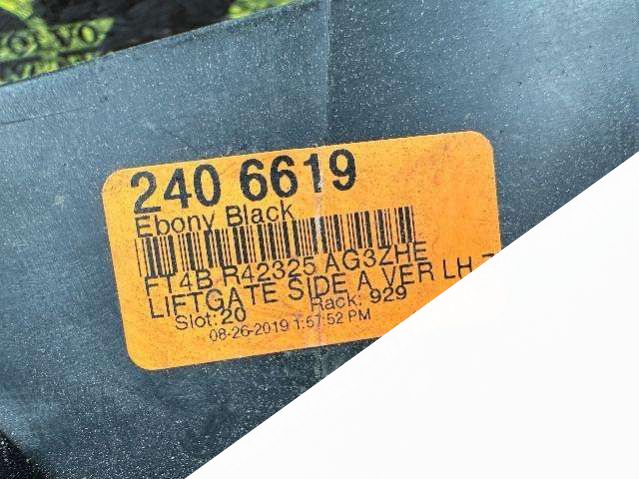 VOLVO
240 6619
Ebony Black
FT4B R42325 AG3ZHE
LIFTGATE SIDE A VER LH
Slot: 20 Rack: 929
08-26-2019 1:57:52 PM